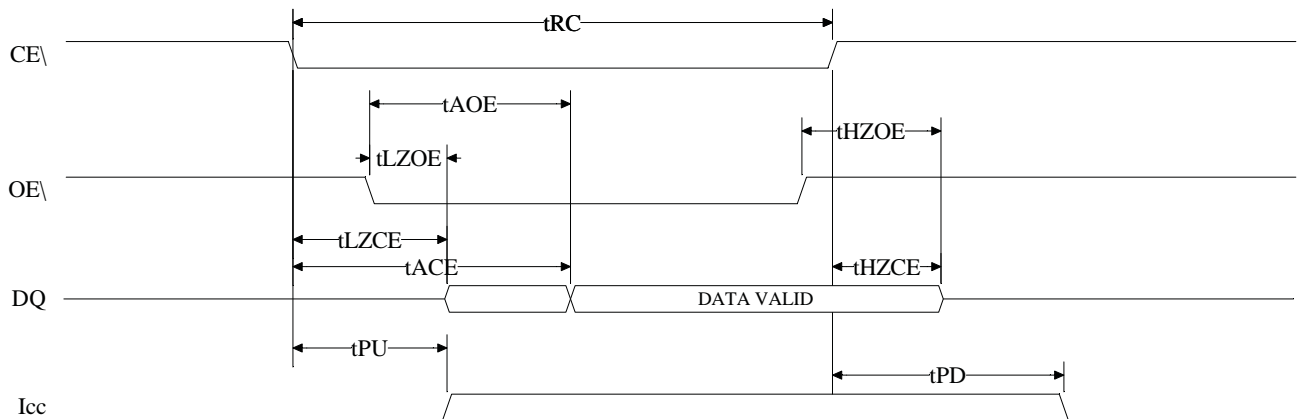 tRC
CE\
tAOE
tHZOE
tLZOE
OE\
tLZCE
tACE
tHZCE
DQ
DATA VALID
tPU
tPD
Icc